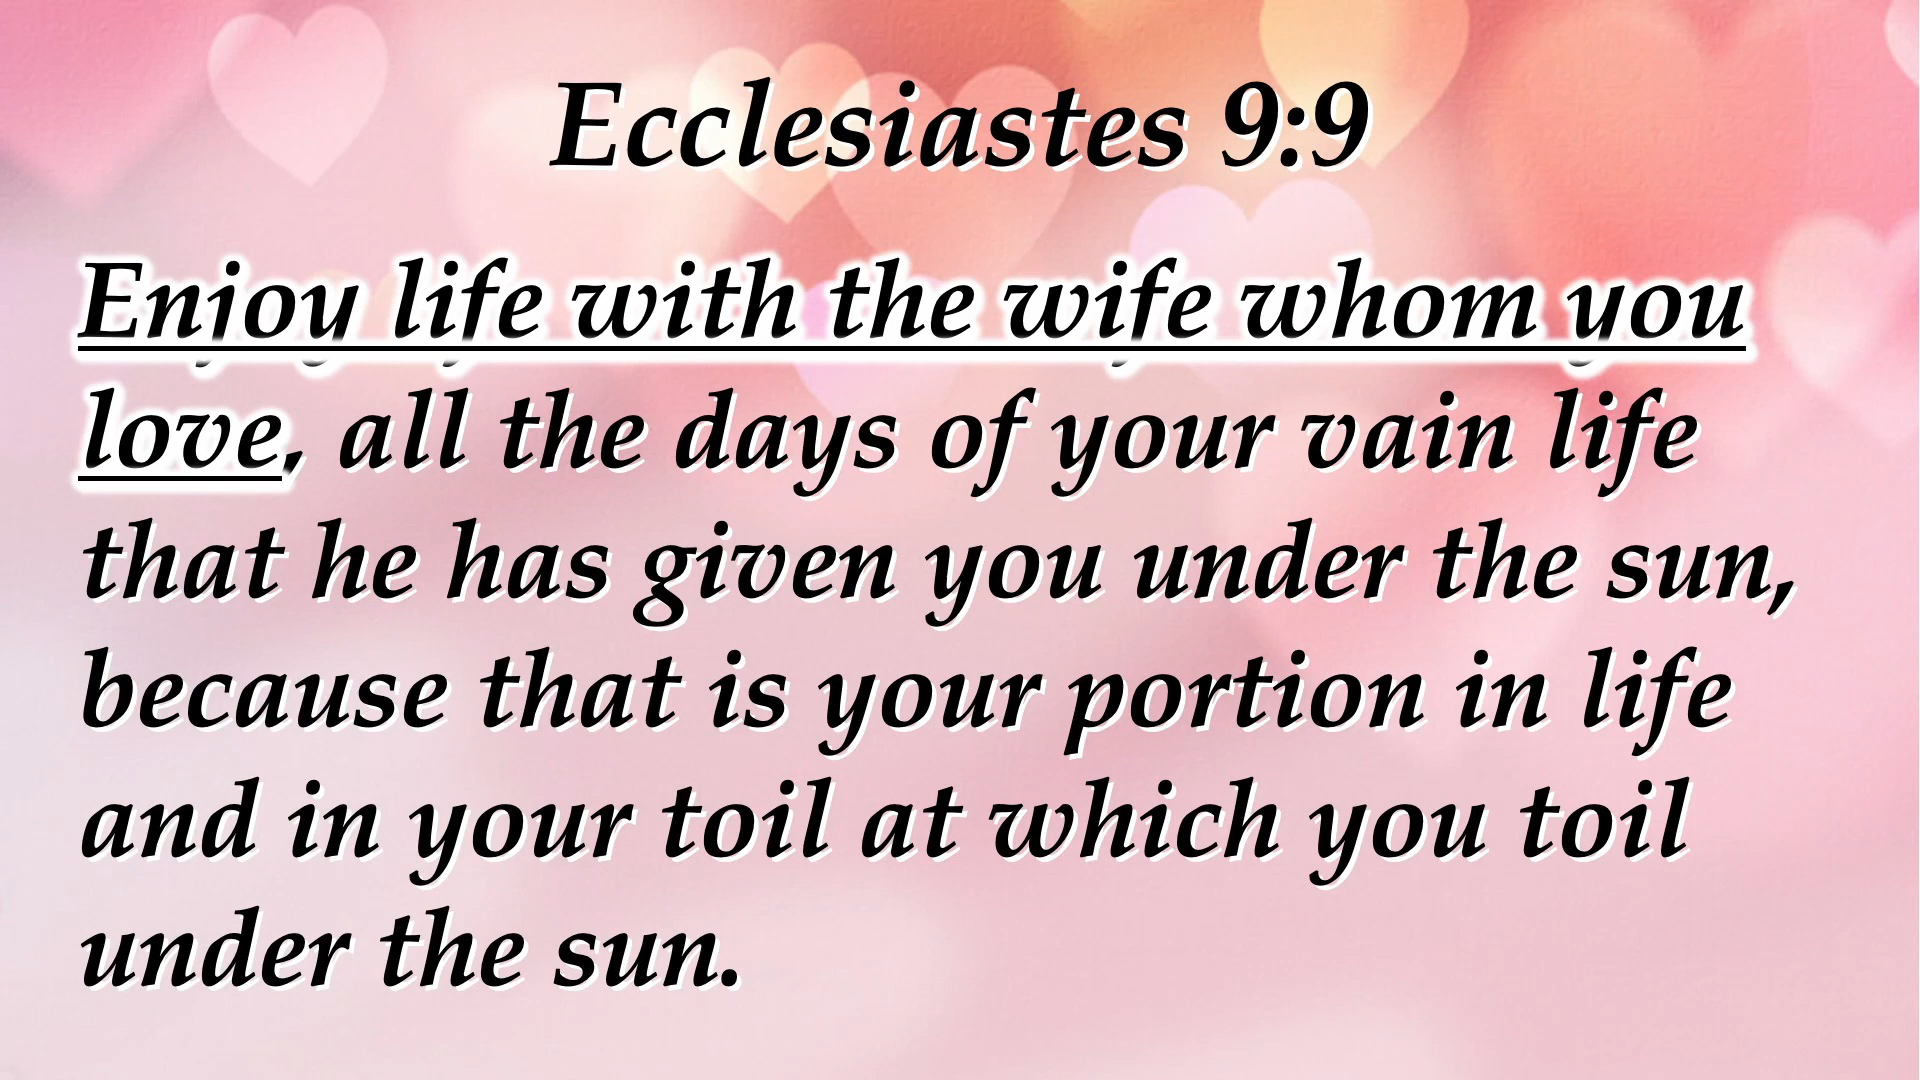 Ecclesiastes 9:9
Enjoy life with the wife whom you
love, all the days of your vain life
that he has given you under the sun,
because that is your portion in life
and in your toil at which you toil
under the sun.